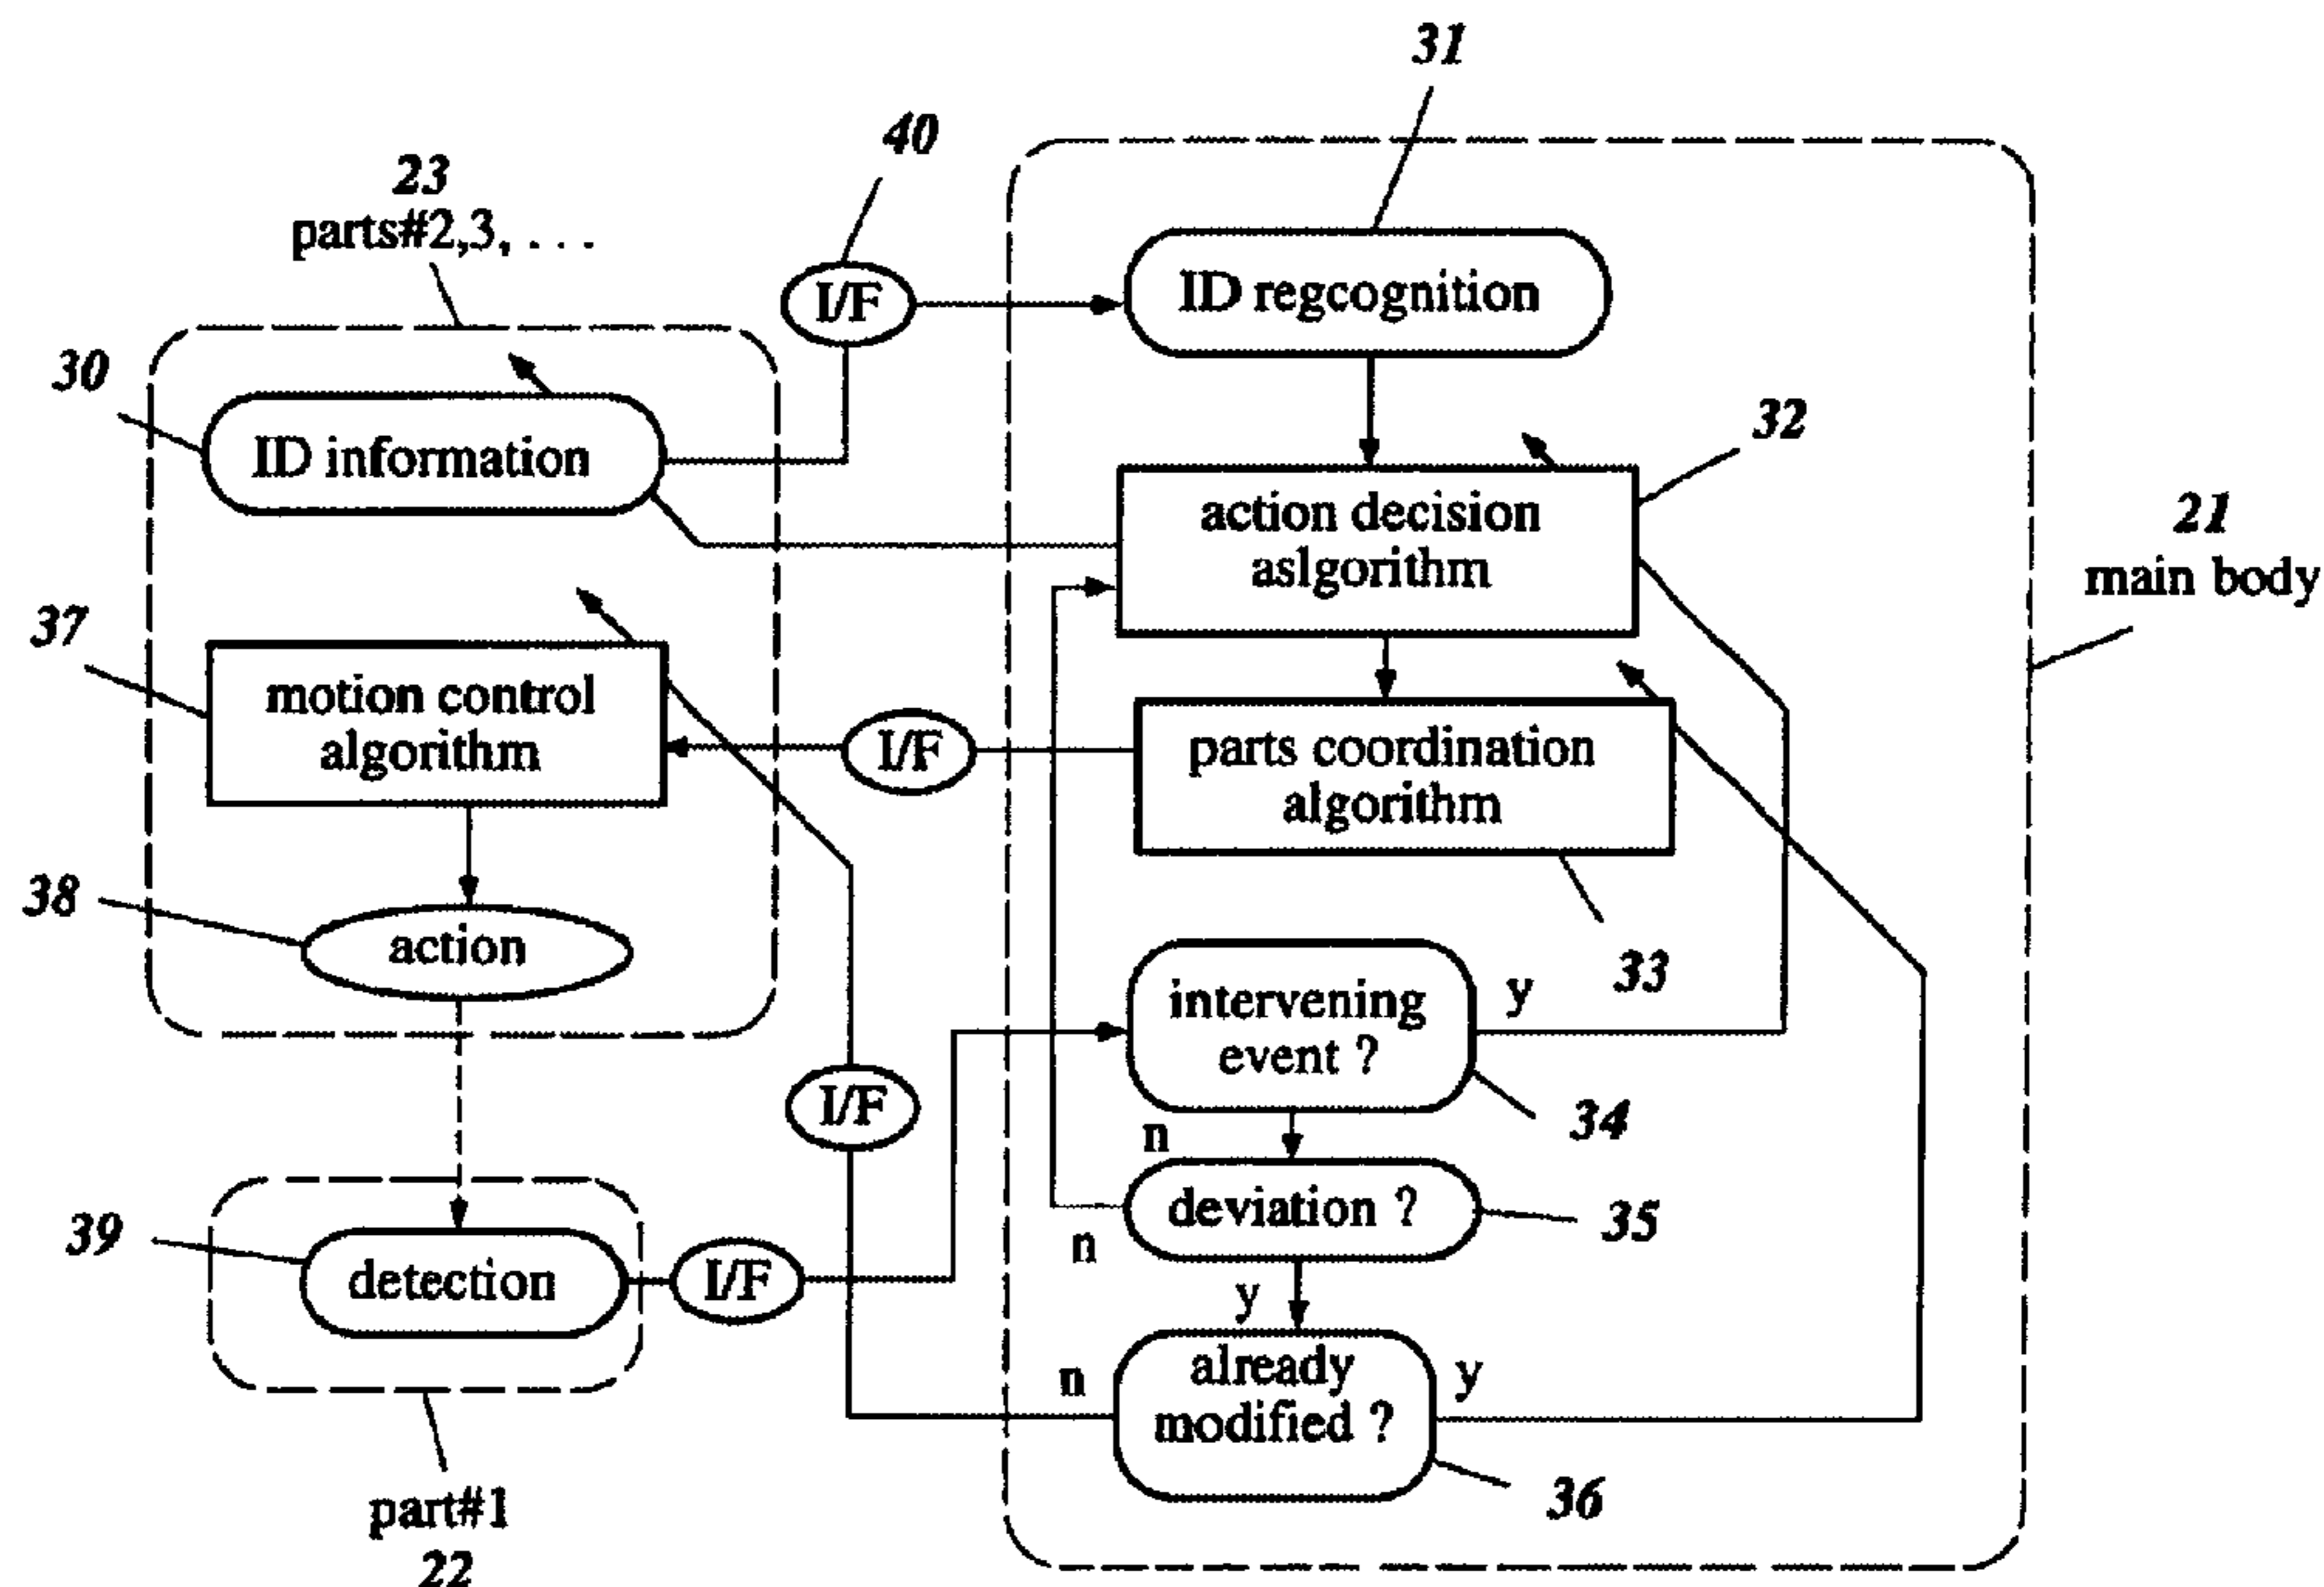 31
40
23
parts#2,3, . . .
I/F
ID regcognition
30
ID information
32
action decision
aslgorithm
21
main body
37
motion control
algorithm
I/F
parts coordination
algorithm
38
action
33
intervening
event ?
y
I/F
34
n
deviation ?
35
39
detection
I/F
n
y
already
modified ?
n
y
36
part#1
22